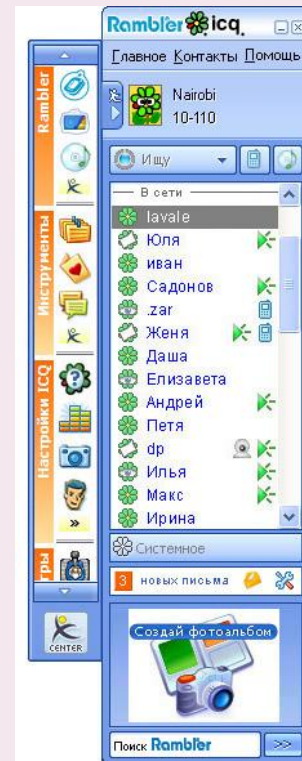 Rambler icq
Главное Контакты Помощь
Nairobi
10-110
Ищу
В сети
lavale
Юля
иван
Садонов
.zar
Женя
Даша
Елизавета
Андрей
Петя
dp
Илья
Макс
Ирина
Системное
3 новых письма
Создай фотоальбом
Поиск Rambler >>
Rambler
Инструменты
Настройки ICQ
»
гры
CENTER